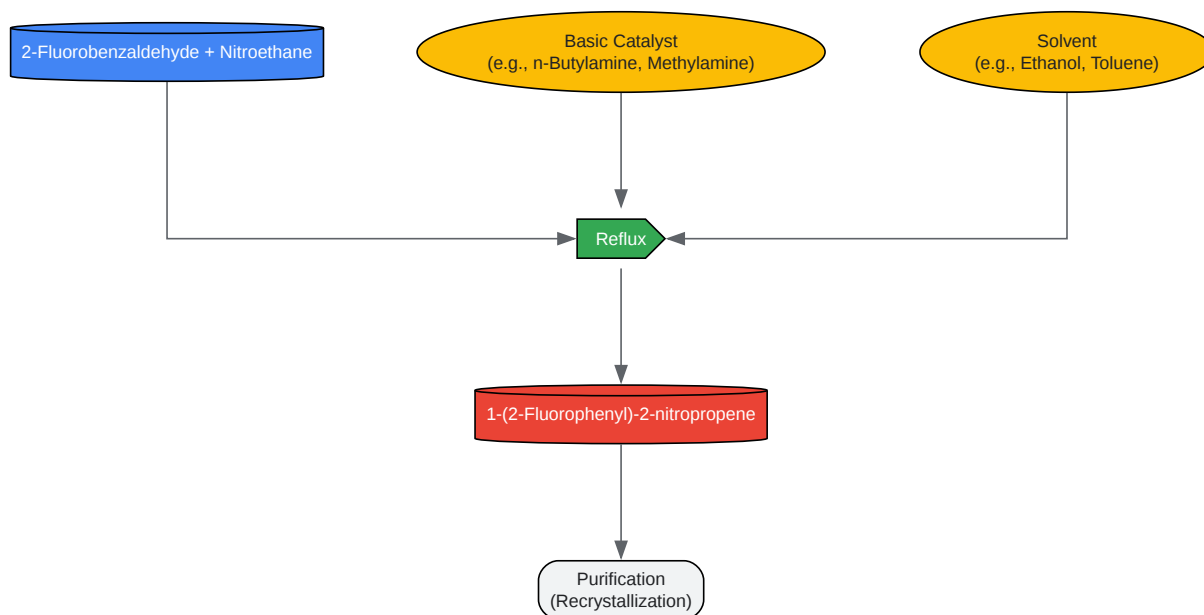 2-Fluorobenzaldehyde + Nitroethane
Basic Catalyst
(e.g., n-Butylamine, Methylamine)
Solvent
(e.g., Ethanol, Toluene)
Reflux
1-(2-Fluorophenyl)-2-nitropropene
Purification
(Recrystallization)